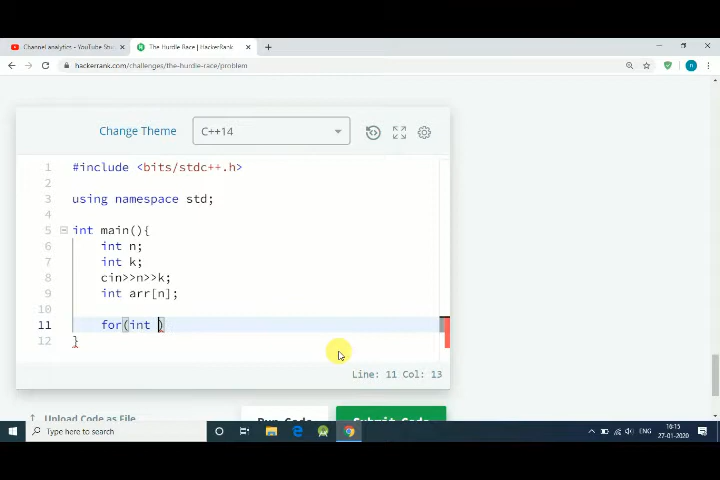 Channel analytics - YouTube Stu
The Hurdle Race | HackerRank
hackerrank.com/challenges/the-hurdle-race/problem
Change Theme
C++14
1 #include <bits/stdc++.h>
2
3 using namespace std;
4
5 int main(){
6 int n;
7 int k;
8 cin>>n>>k;
9 int arr[n];
10
11 for(int )
12 }
Line: 11 Col: 13
Upload Code as File
Run Code
Submit Code
Type here to search
ENG
16:15
27-01-2020